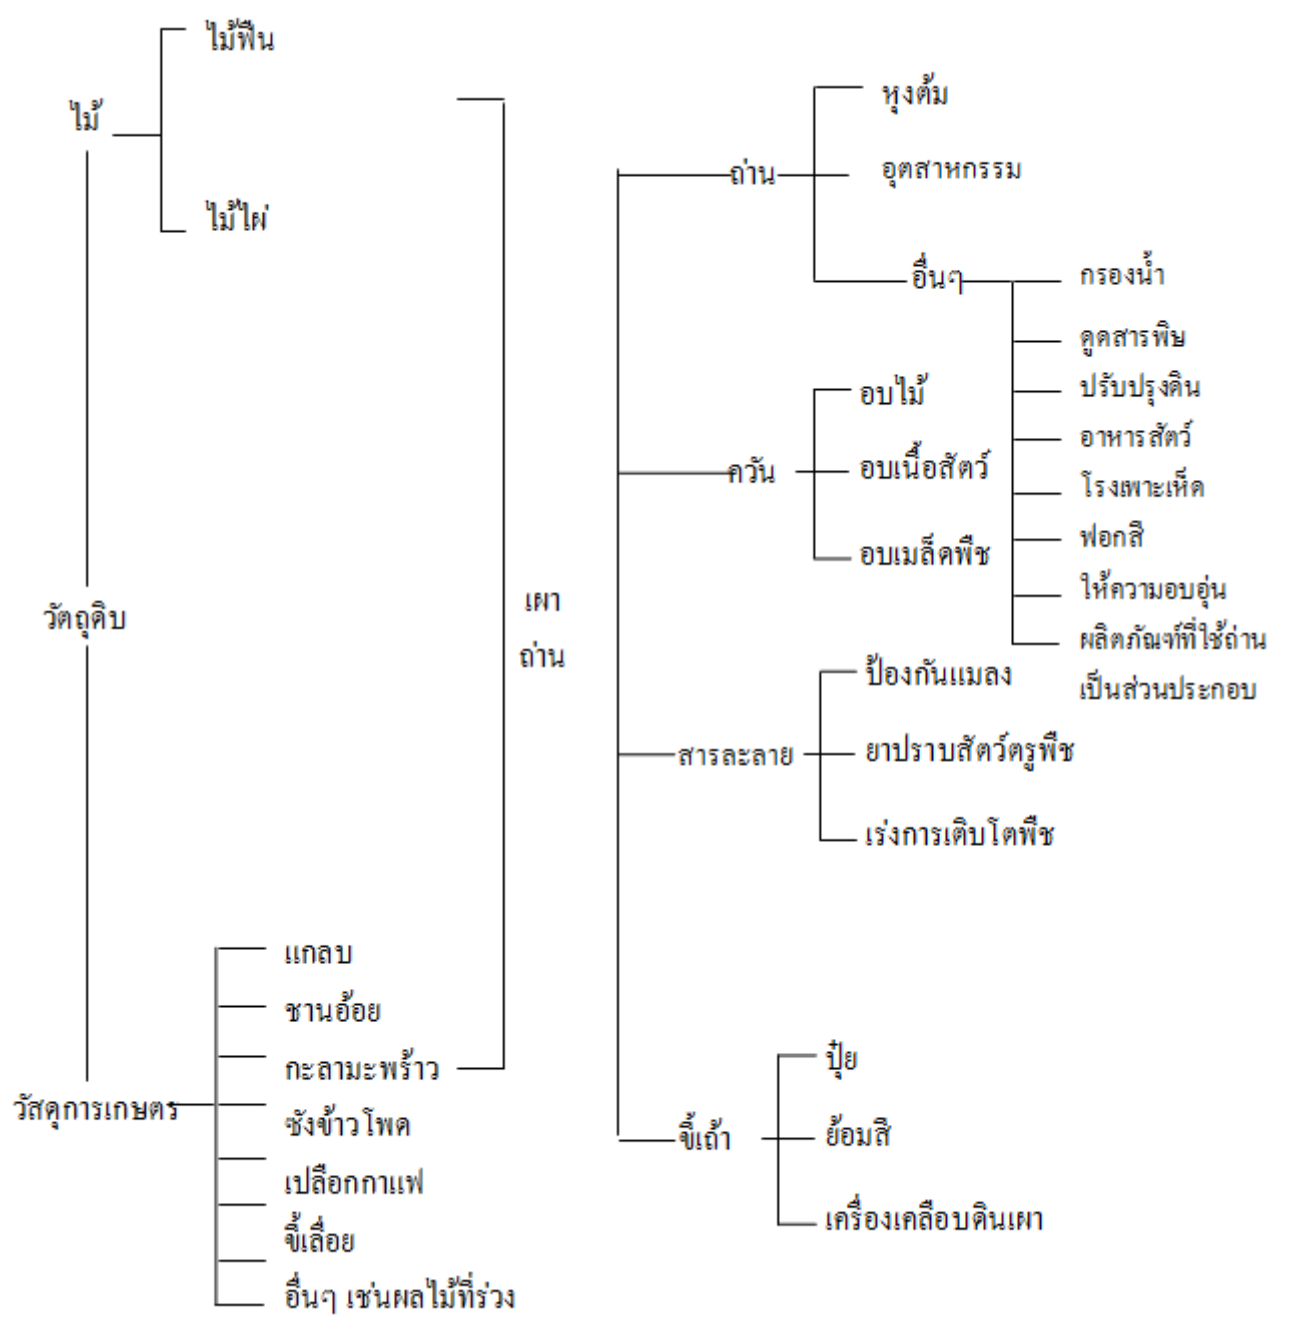 ไม้ฟืน
ไม้
ไม้ไผ่
วัตถุดิบ
วัสดุการเกษตร
แกลบ
ชานอ้อย
กะลามะพร้าว
ซังข้าวโพด
เปลือกกาแฟ
ขี้เลื่อย
อื่นๆ เช่นผลไม้ที่ร่วง
เผา
ถ่าน
ถ่าน
หุงต้ม
อุตสาหกรรม
อื่นๆ
กรองน้ำ
ดูดสารพิษ
ปรับปรุงดิน
อาหารสัตว์
โรงเพาะเห็ด
ฟอกสี
ให้ความอบอุ่น
ผลิตภัณฑ์ที่ใช้ถ่าน
เป็นส่วนประกอบ
ควัน
อบไม้
อบเนื้อสัตว์
อบเมล็ดพืช
สารละลาย
ป้องกันแมลง
ยาปราบสัตว์ตรูพืช
เร่งการเติบโตพืช
ขี้เถ้า
ปุ๋ย
ย้อมสี
เครื่องเคลือบดินเผา